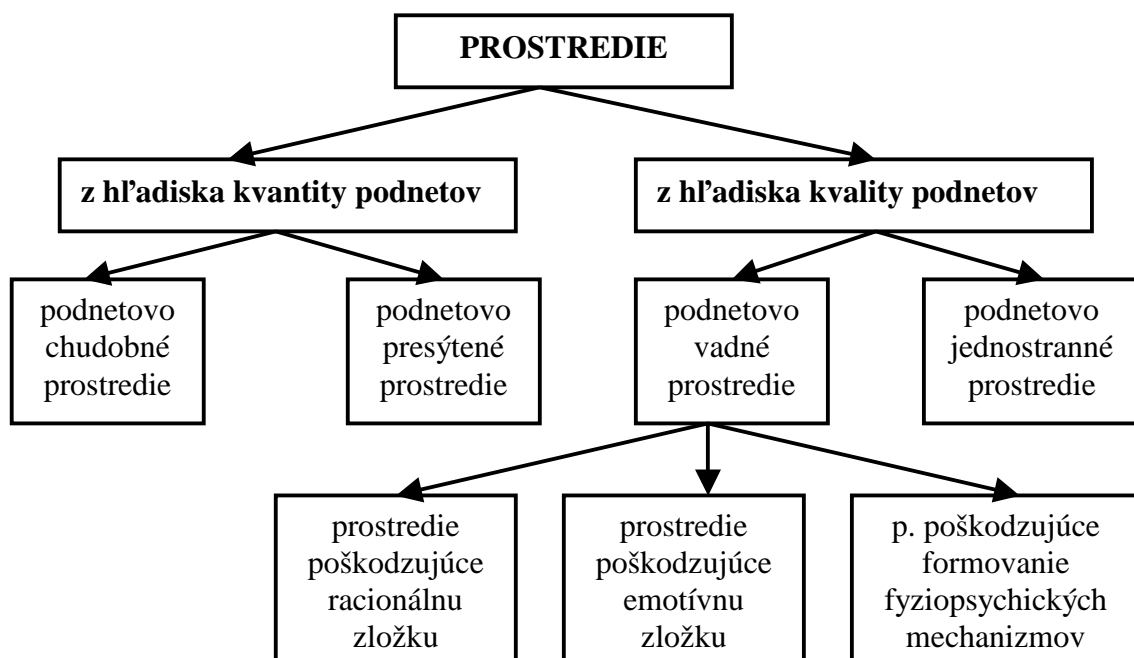 PROSTREDIE
z hľadiska kvantity podnetov
z hľadiska kvality podnetov
podnetovo
chudobné
prostredie
podnetovo
presýtené
prostredie
podnetovo
vadné
prostredie
podnetovo
jednostranné
prostredie
prostredie
poškodzujúce
racionálnu
zložku
prostredie
poškodzujúce
emotívnu
zložku
p. poškodzujúce
formovanie
fyziopsychických
mechanizmov